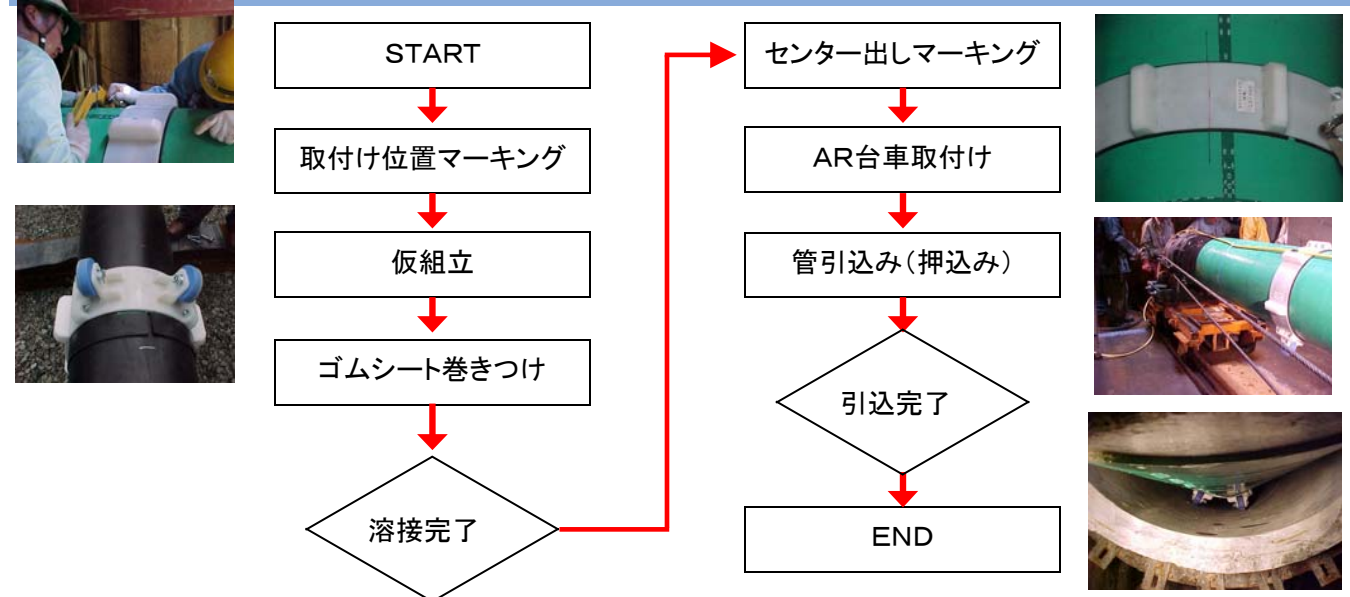 START
取付け位置マーキング
仮組立
ゴムシート巻きつけ
溶接完了
センター出しマーキング
AR台車取付け
管引込み(押込み)
引込完了
END